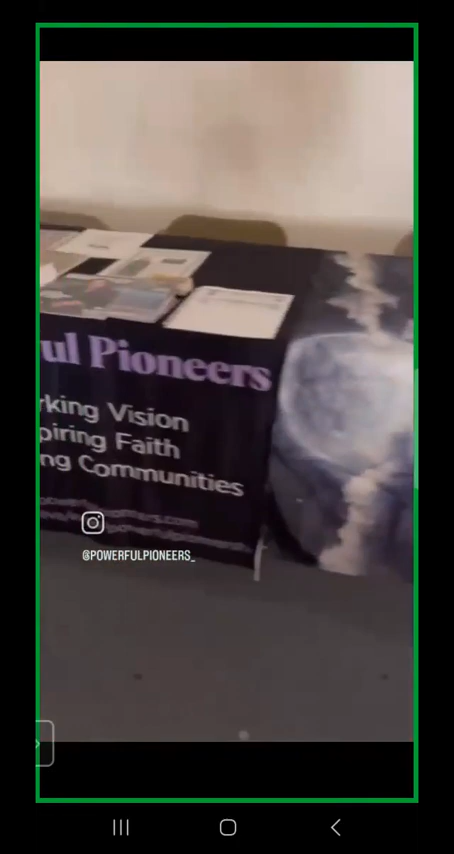 ul Pioneers
rking Vision
piring Faith
ng Communities
@POWERFULPIONEERS_